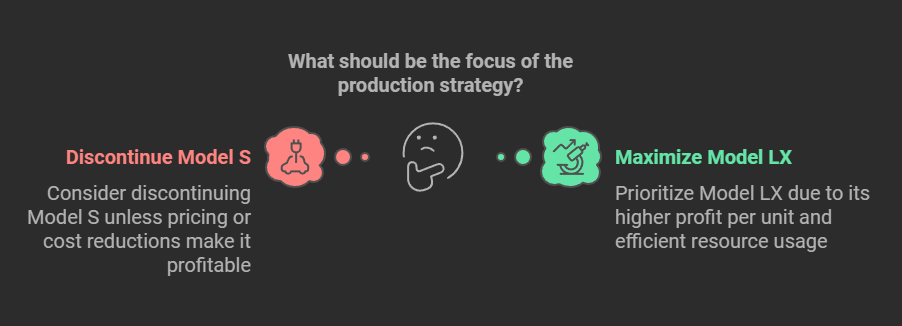 What should be the focus of the
production strategy?
Discontinue Model S
Consider discontinuing
Model S unless pricing or
cost reductions make it
profitable
Maximize Model LX
Prioritize Model LX due to its
higher profit per unit and
efficient resource usage